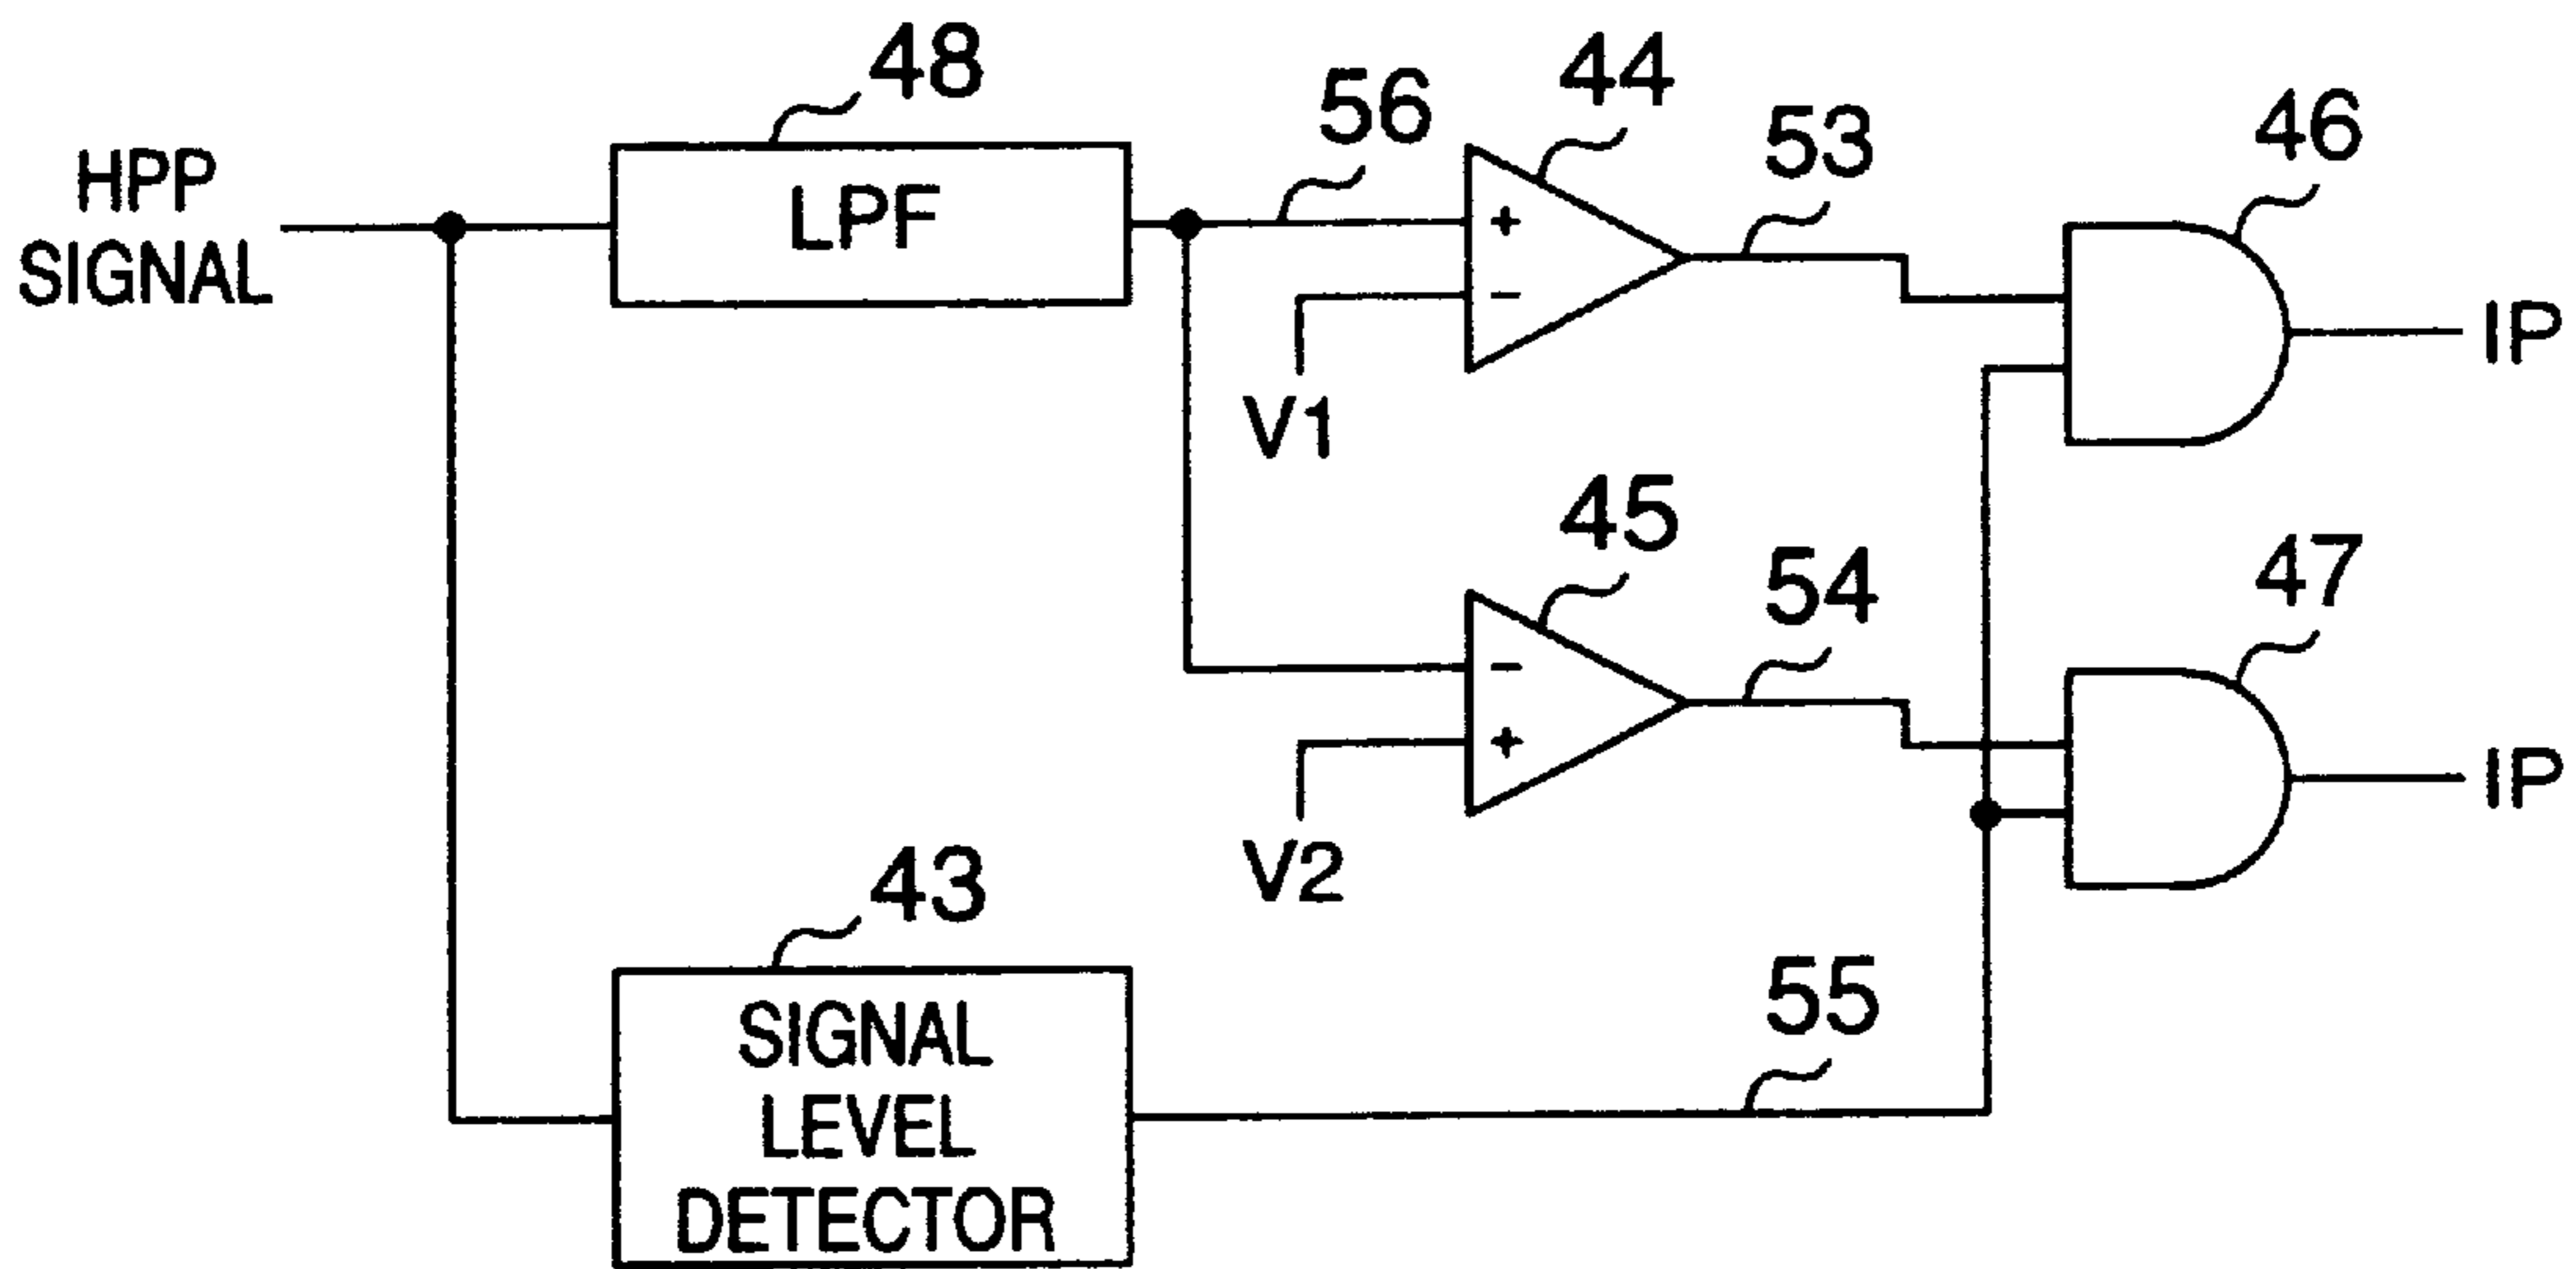 48
44
56
53
46
HPP
SIGNAL
LPF
+
−
V1
IP
45
54
47
−
+
V2
IP
43
55
SIGNAL
LEVEL
DETECTOR